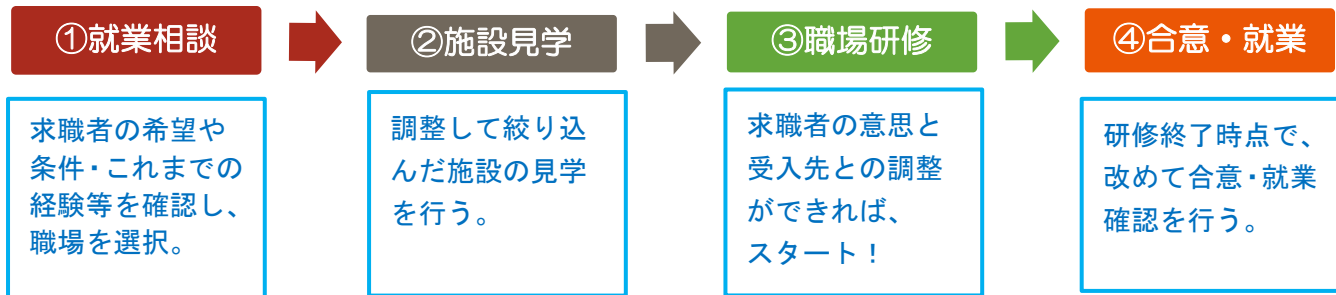 ①就業相談
求職者の希望や
条件・これまでの
経験等を確認し、
職場を選択。
②施設見学
調整して絞り込
んだ施設の見学
を行う。
③職場研修
求職者の意思と
受入先との調整
ができれば、
スタート！
④合意・就業
研修終了時点で、
改めて合意・就業
確認を行う。